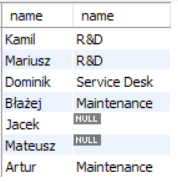 name name
Kamil R&D
Mariusz R&D
Dominik Service Desk
Błażej Maintenance
Jacek NULL
Mateusz NULL
Artur Maintenance